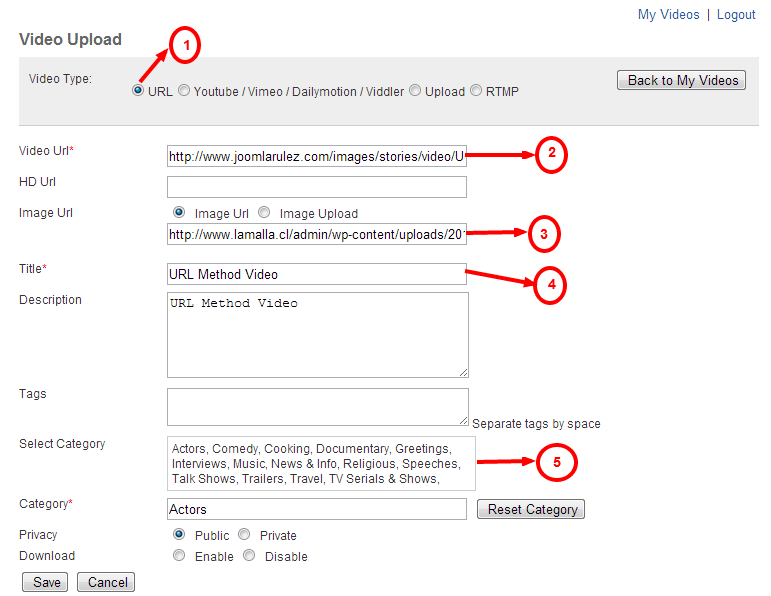 My Videos | Logout
Video Upload
1
Video Type:
URL Youtube / Vimeo / Dailymotion / Viddler Upload RTMP
Back to My Videos
Video Url*
http://www.joomlarulez.com/images/stories/video/U
2
HD Url
Image Url
Image Url Image Upload
http://www.lamalla.cl/admin/wp-content/uploads/201
3
Title*
URL Method Video
4
Description
URL Method Video
Tags
Separate tags by space
Select Category
Actors, Comedy, Cooking, Documentary, Greetings,
Interviews, Music, News & Info, Religious, Speeches,
Talk Shows, Trailers, Travel, TV Serials & Shows,
5
Category*
Actors
Reset Category
Privacy
Public Private
Download
Enable Disable
Save Cancel